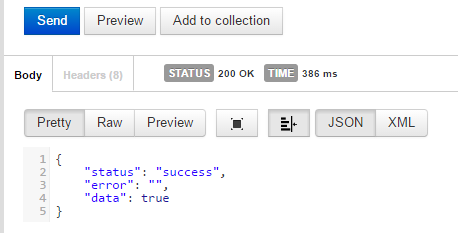 Send Preview Add to collection
Body Headers (8) STATUS 200 OK TIME 386 ms
Pretty Raw Preview JSON XML
1 {
2     "status": "success",
3     "error": "",
4     "data": true
5 }